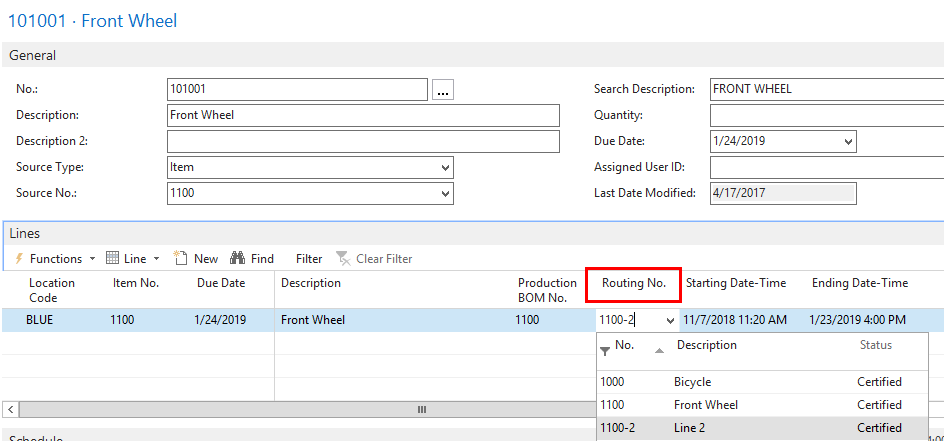 101001 · Front Wheel
General
No.: 101001 ... Search Description: FRONT WHEEL
Description: Front Wheel Quantity:
Description 2: Due Date: 1/24/2019
Source Type: Item Assigned User ID:
Source No.: 1100 Last Date Modified: 4/17/2017
Lines
Functions Line New Find Filter Clear Filter
Location Code Item No. Due Date Description Production BOM No. Routing No. Starting Date-Time Ending Date-Time
BLUE 1100 1/24/2019 Front Wheel 1100 1100-2 11/7/2018 11:20 AM 1/23/2019 4:00 PM
No. Description Status
1000 Bicycle Certified
1100 Front Wheel Certified
1100-2 Line 2 Certified